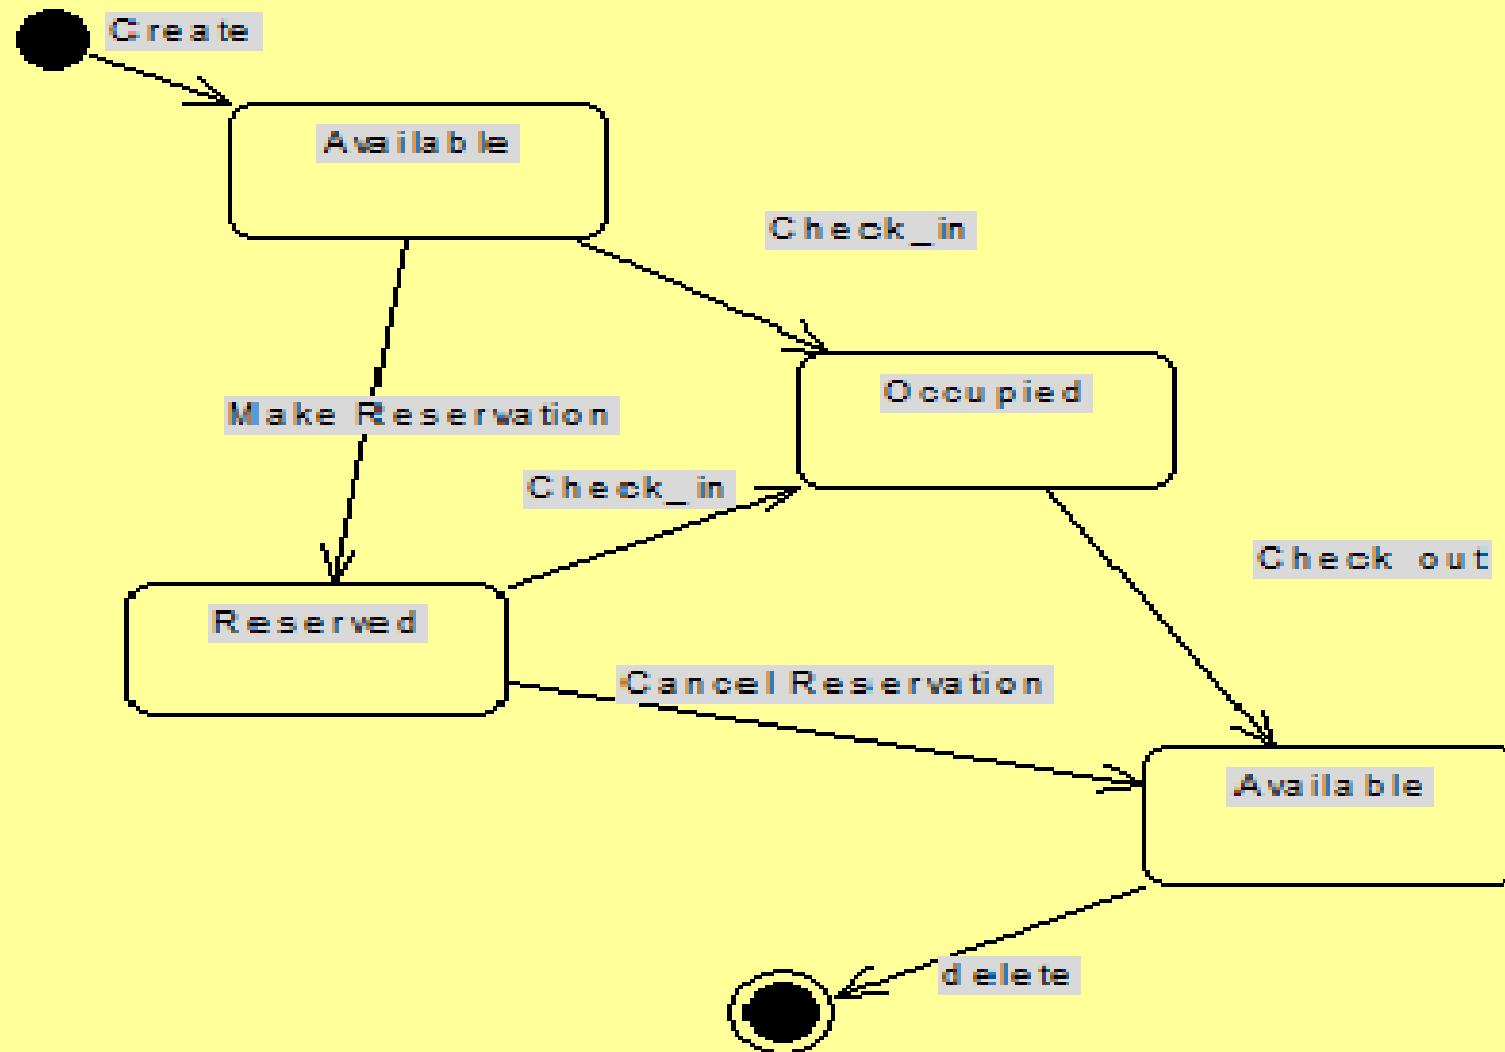 Create
Available
Check_in
Occupied
Make Reservation
Check_in
Check out
Reserved
Cancel Reservation
Available
delete